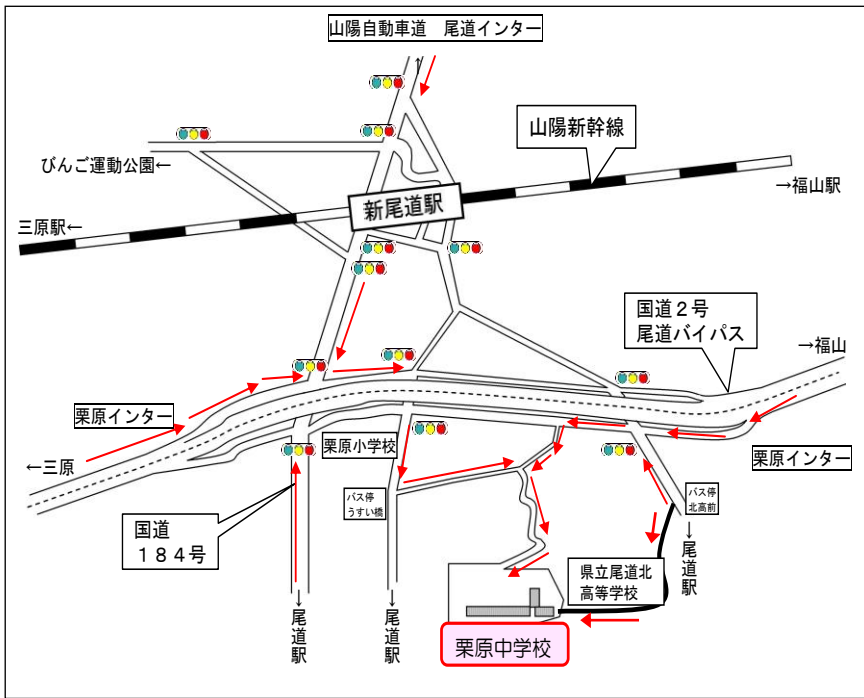 山陽自動車道　尾道インター
山陽新幹線
びんご運動公園←
→福山駅
新尾道駅
三原駅←
国道２号
尾道バイパス
→福山
栗原インター
栗原小学校
栗原インター
←三原
バス停
うすい橋
バス停
北高前
国道
１８４号
県立尾道北
高等学校
→尾道駅
→尾道駅
→尾道駅
栗原中学校